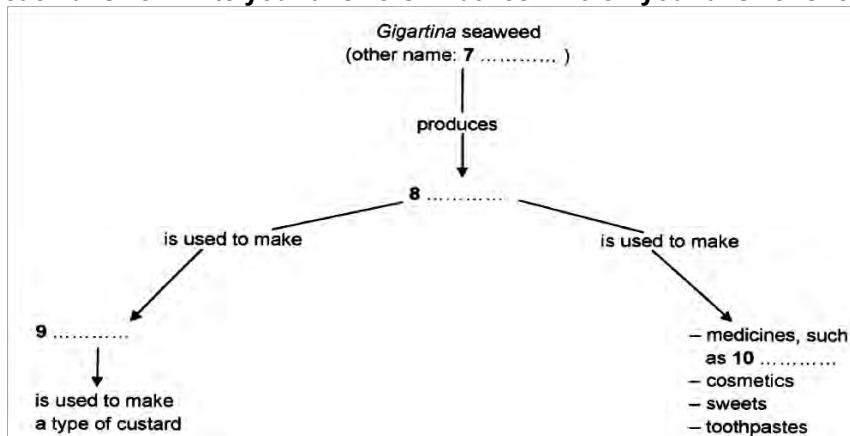 Gigartina seaweed
(other name: 7 ............ )
produces
8 ............
is used to make
is used to make
9 ............
is used to make
a type of custard
– medicines, such
as 10 ............
– cosmetics
– sweets
– toothpastes